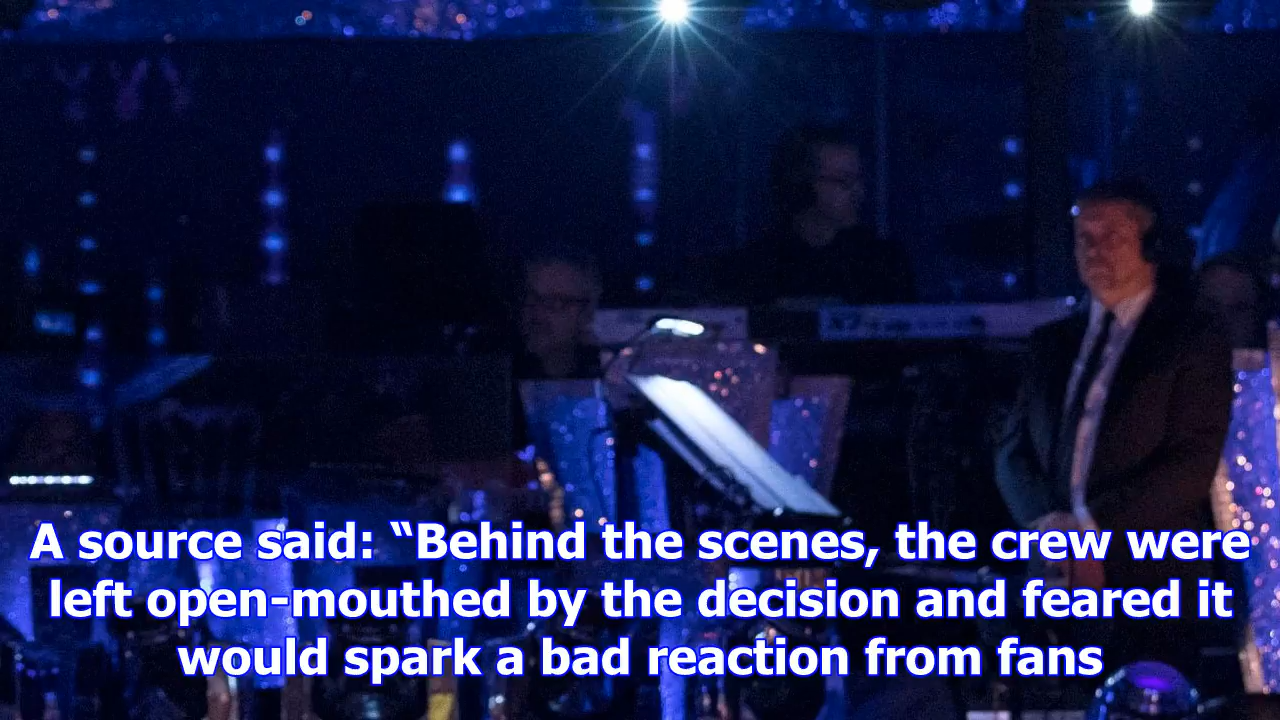 A source said: “Behind the scenes, the crew were
left open-mouthed by the decision and feared it
would spark a bad reaction from fans